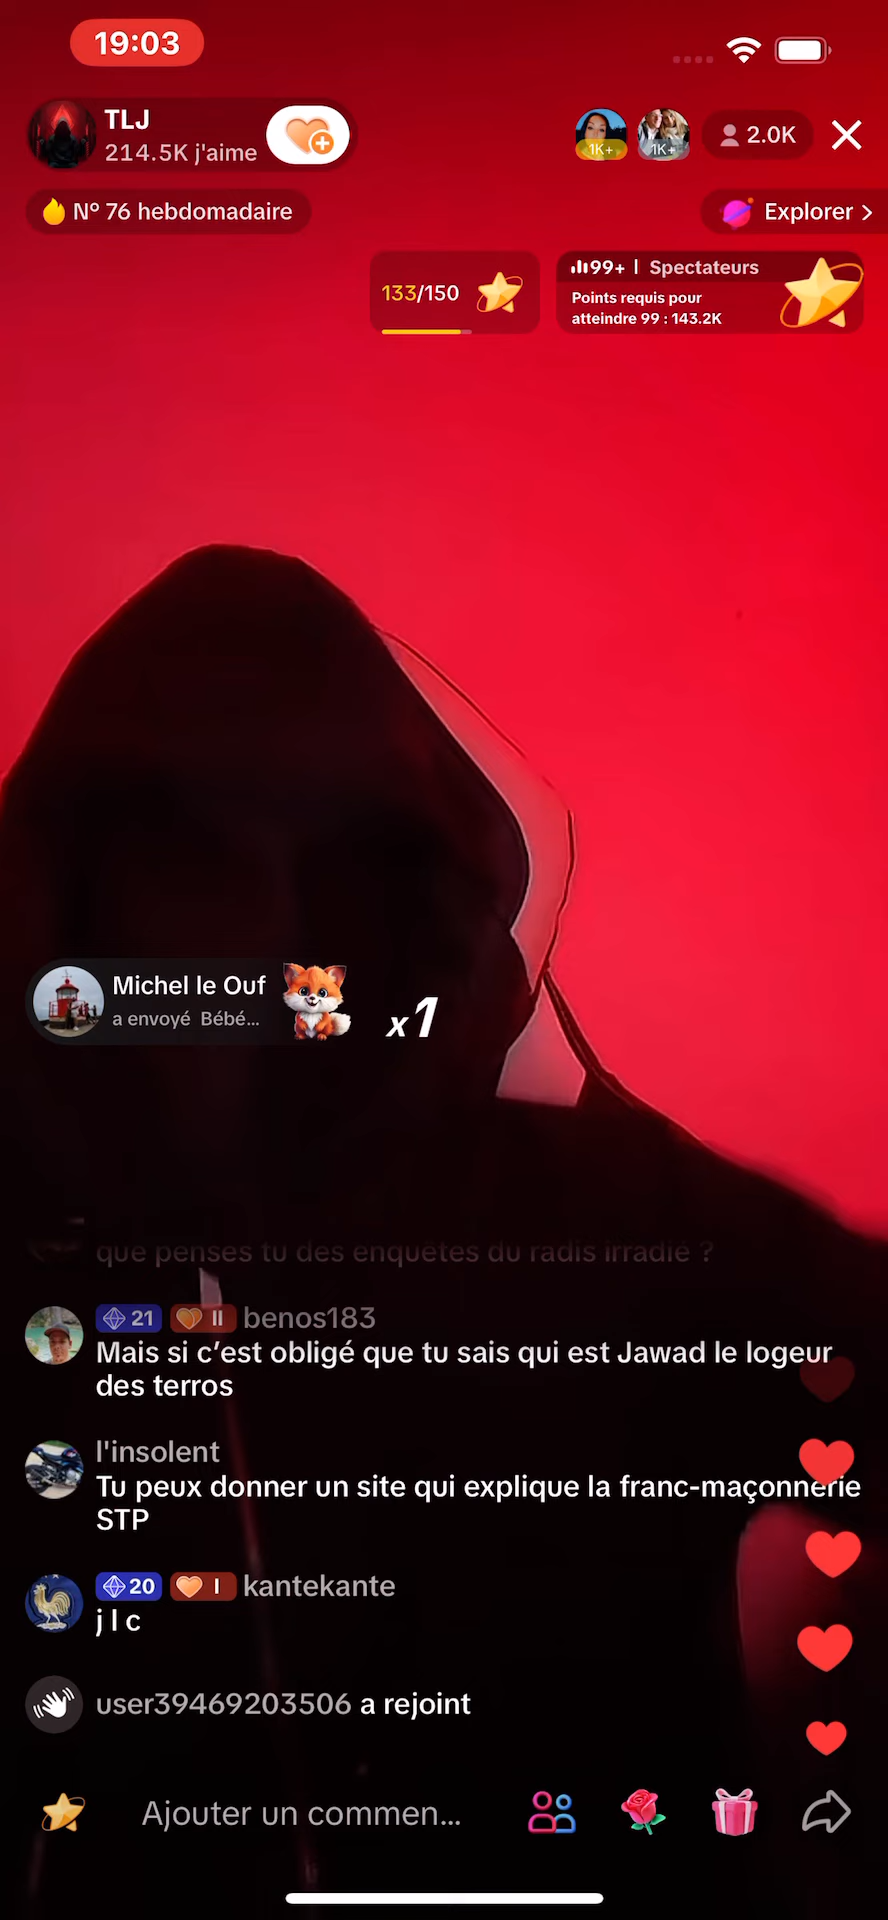 19:03
TLJ
214.5K j'aime
1K+
1K+
2.0K
N° 76 hebdomadaire
Explorer
133/150
99+ | Spectateurs
Points requis pour
atteindre 99 : 143.2K
Michel le Ouf
a envoyé Bébé...
x1
que penses tu des enquêtes du radis irradié ?
21 II benos183
Mais si c’est obligé que tu sais qui est Jawad le logeur
des terros
l'insolent
Tu peux donner un site qui explique la franc-maçonnerie
STP
20 I kantekante
j l c
user39469203506 a rejoint
Ajouter un commen...